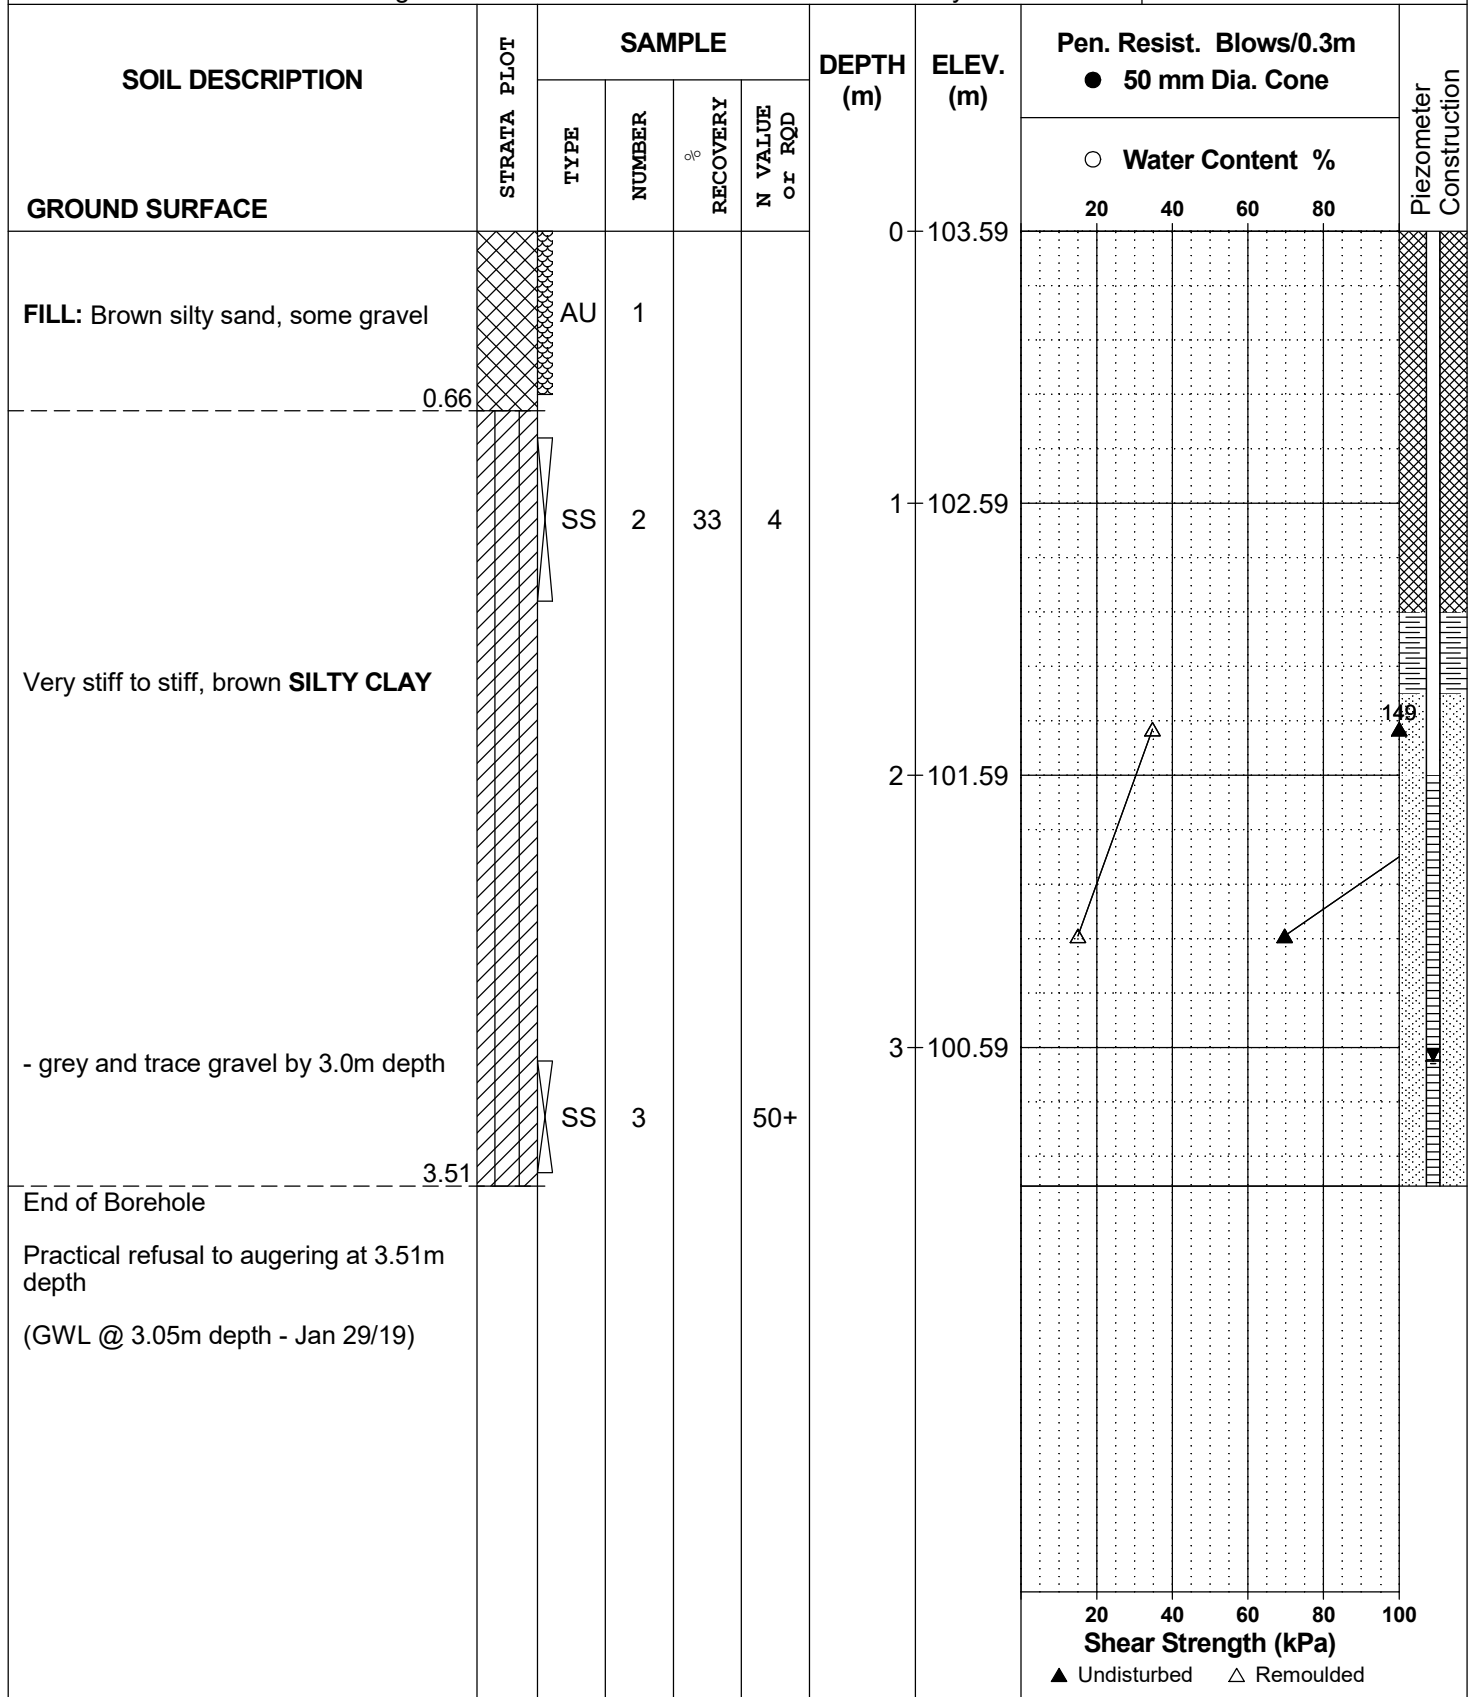 SOIL DESCRIPTION
GROUND SURFACE
STRATA PLOT
SAMPLE
TYPE
NUMBER
% RECOVERY
N VALUE
or RQD
DEPTH
(m)
ELEV.
(m)
Pen. Resist. Blows/0.3m
● 50 mm Dia. Cone
○ Water Content %
20 40 60 80
Piezometer
Construction
0 103.59
FILL: Brown silty sand, some gravel
AU 1
0.66
1 102.59
SS 2 33 4
Very stiff to stiff, brown SILTY CLAY
149
2 101.59
3 100.59
- grey and trace gravel by 3.0m depth
SS 3 50+
3.51
End of Borehole
Practical refusal to augering at 3.51m
depth
(GWL @ 3.05m depth - Jan 29/19)
20 40 60 80 100
Shear Strength (kPa)
▲ Undisturbed △ Remoulded